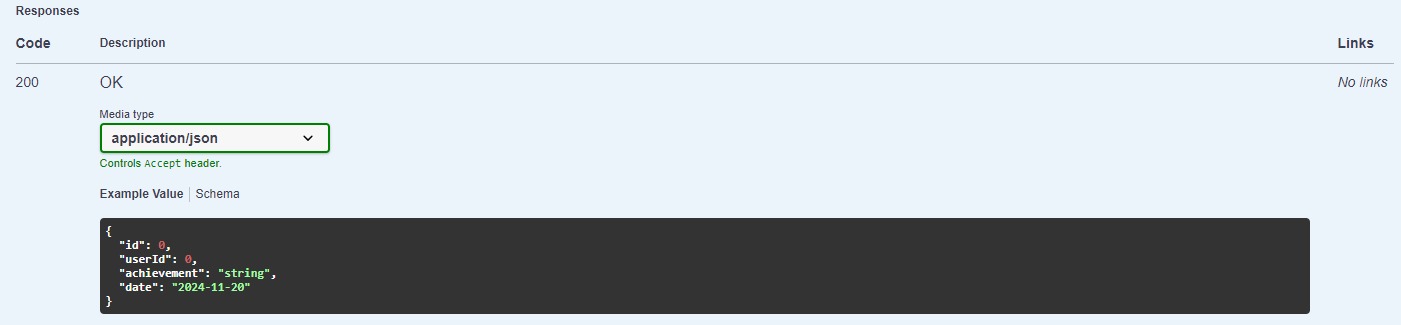 Responses
Code Description Links
200 OK No links
Media type
application/json
Controls Accept header.
Example Value Schema
{
  "id": 0,
  "userId": 0,
  "achievement": "string",
  "date": "2024-11-20"
}